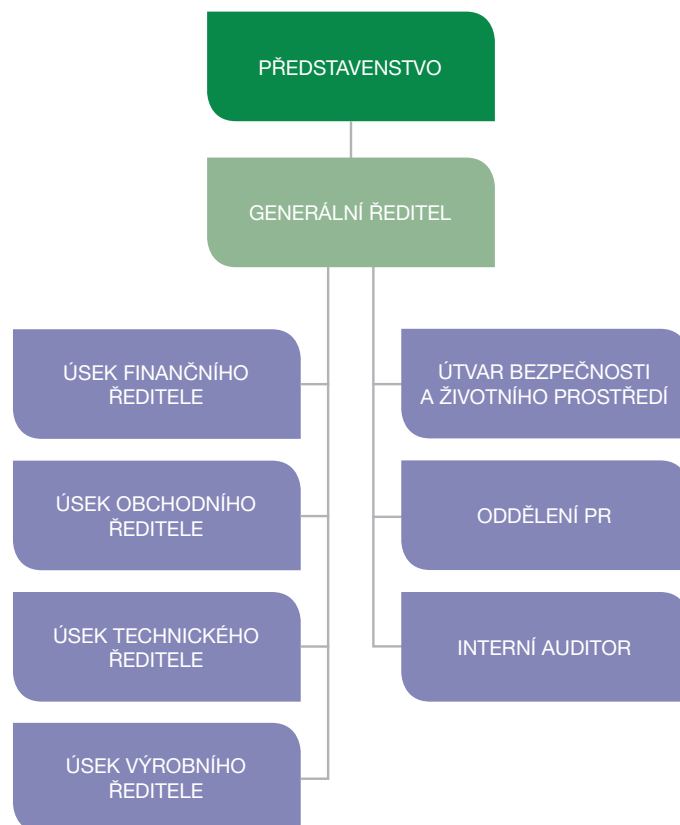 PŘEDSTAVENSTVO
GENERÁLNÍ ŘEDITEL
ÚSEK FINANČNÍHO
ŘEDITELE
ÚSEK OBCHODNÍHO
ŘEDITELE
ÚSEK TECHNICKÉHO
ŘEDITELE
ÚSEK VÝROBNÍHO
ŘEDITELE
ÚTVAR BEZPEČNOSTI
A ŽIVOTNÍHO PROSTŘEDÍ
ODDĚLENÍ PR
INTERNÍ AUDITOR